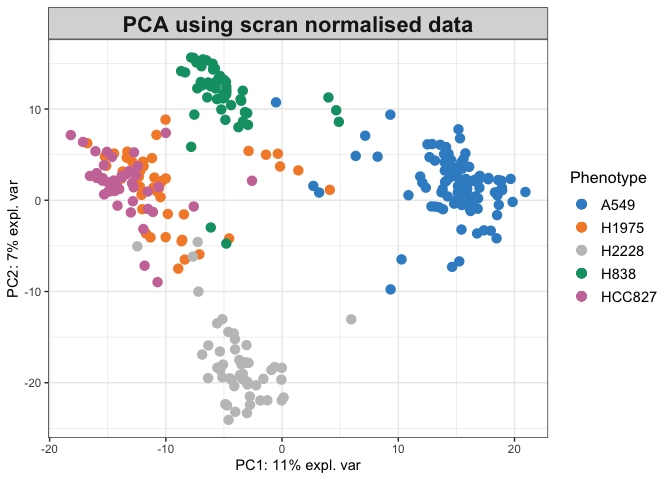 PCA using scran normalised data
PC2: 7% expl. var
10
0
-10
-20
-20
-10
0
10
20
PC1: 11% expl. var
Phenotype
A549
H1975
H2228
H838
HCC827